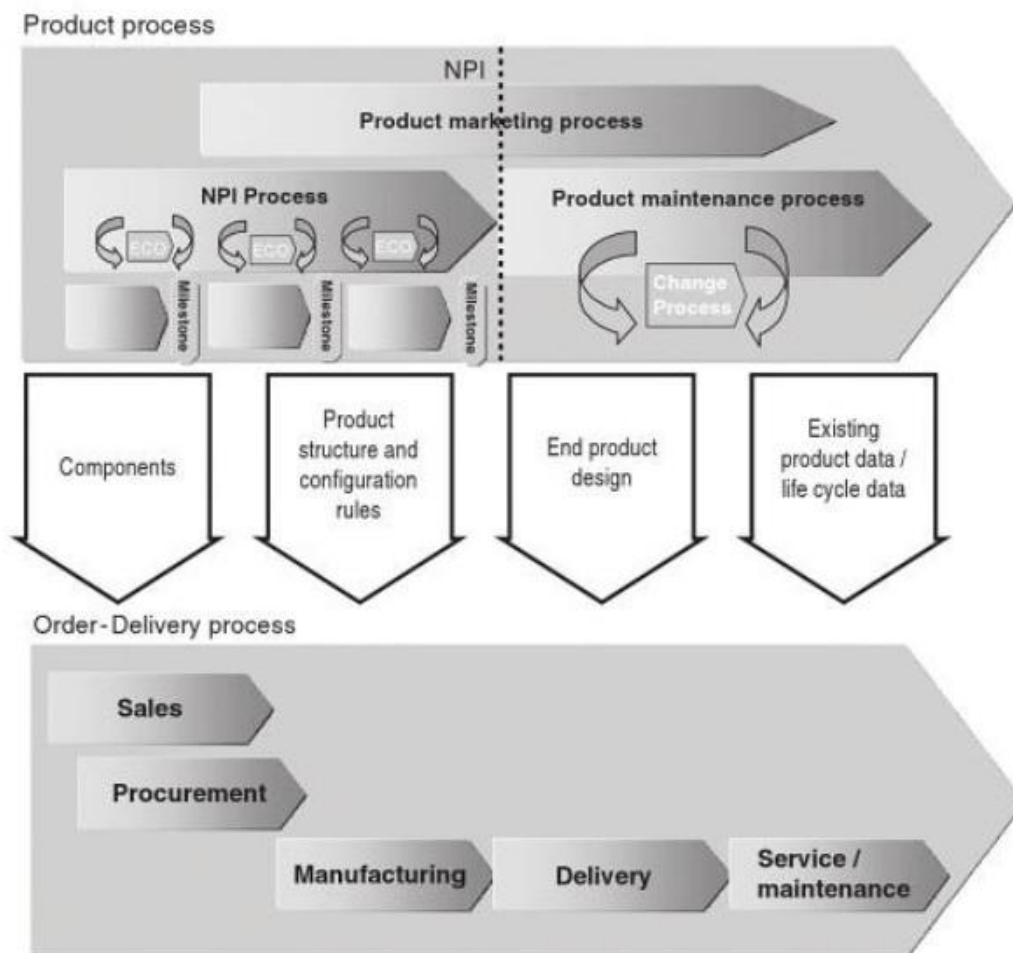 Product process
NPI
Product marketing process
NPI Process
Product maintenance process
ECO
ECO
ECO
Change
Process
Milestone
Milestone
Milestone
Components
Product
structure and
configuration
rules
End product
design
Existing
product data /
life cycle data
Order-Delivery process
Sales
Procurement
Manufacturing
Delivery
Service /
maintenance